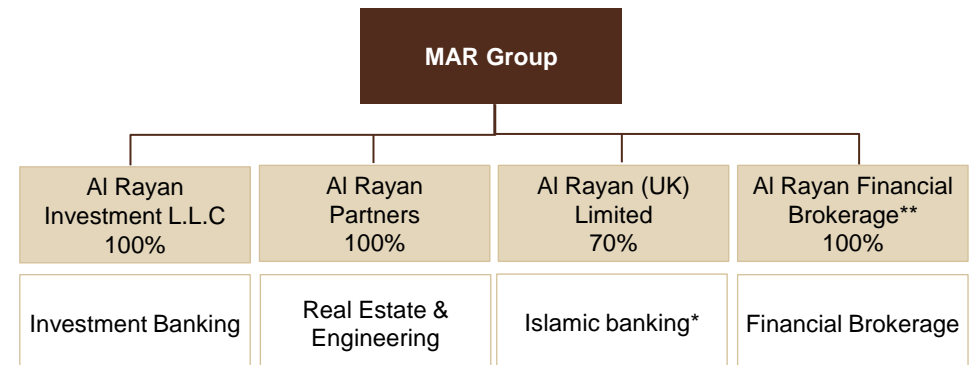 MAR Group
Al Rayan
Investment L.L.C
100%
Al Rayan
Partners
100%
Al Rayan (UK)
Limited
70%
Al Rayan Financial
Brokerage**
100%
Investment Banking
Real Estate &
Engineering
Islamic banking*
Financial Brokerage